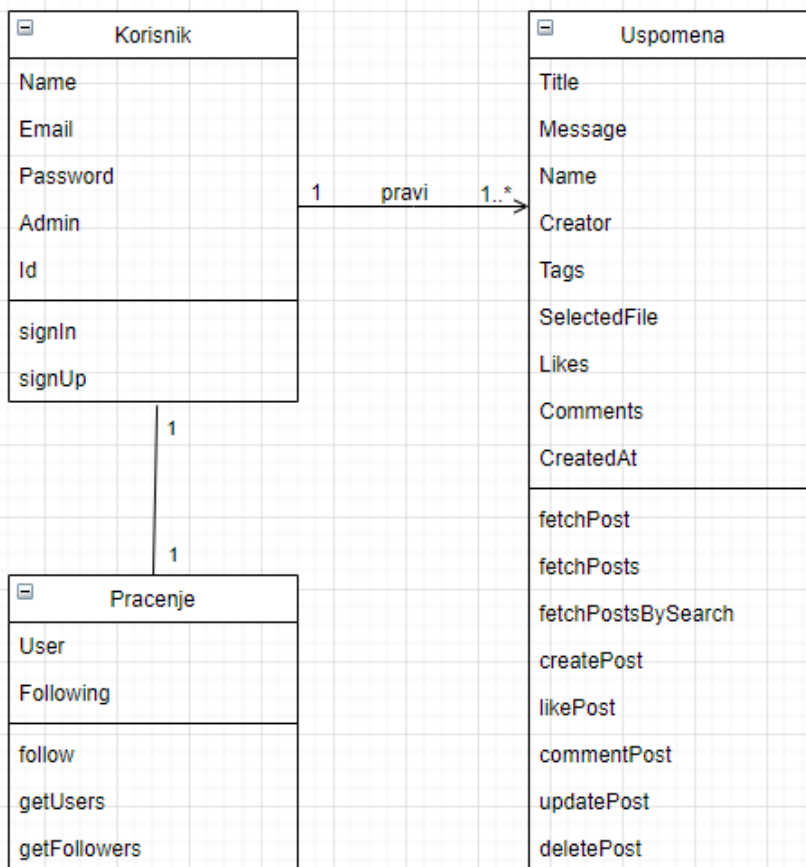 Korisnik
Name
Email
Password
Admin
Id
signIn
signUp
1 pravi 1..*
Uspomena
Title
Message
Name
Creator
Tags
SelectedFile
Likes
Comments
CreatedAt
fetchPost
fetchPosts
fetchPostsBySearch
createPost
likePost
commentPost
updatePost
deletePost
1
1
Pracenje
User
Following
follow
getUsers
getFollowers